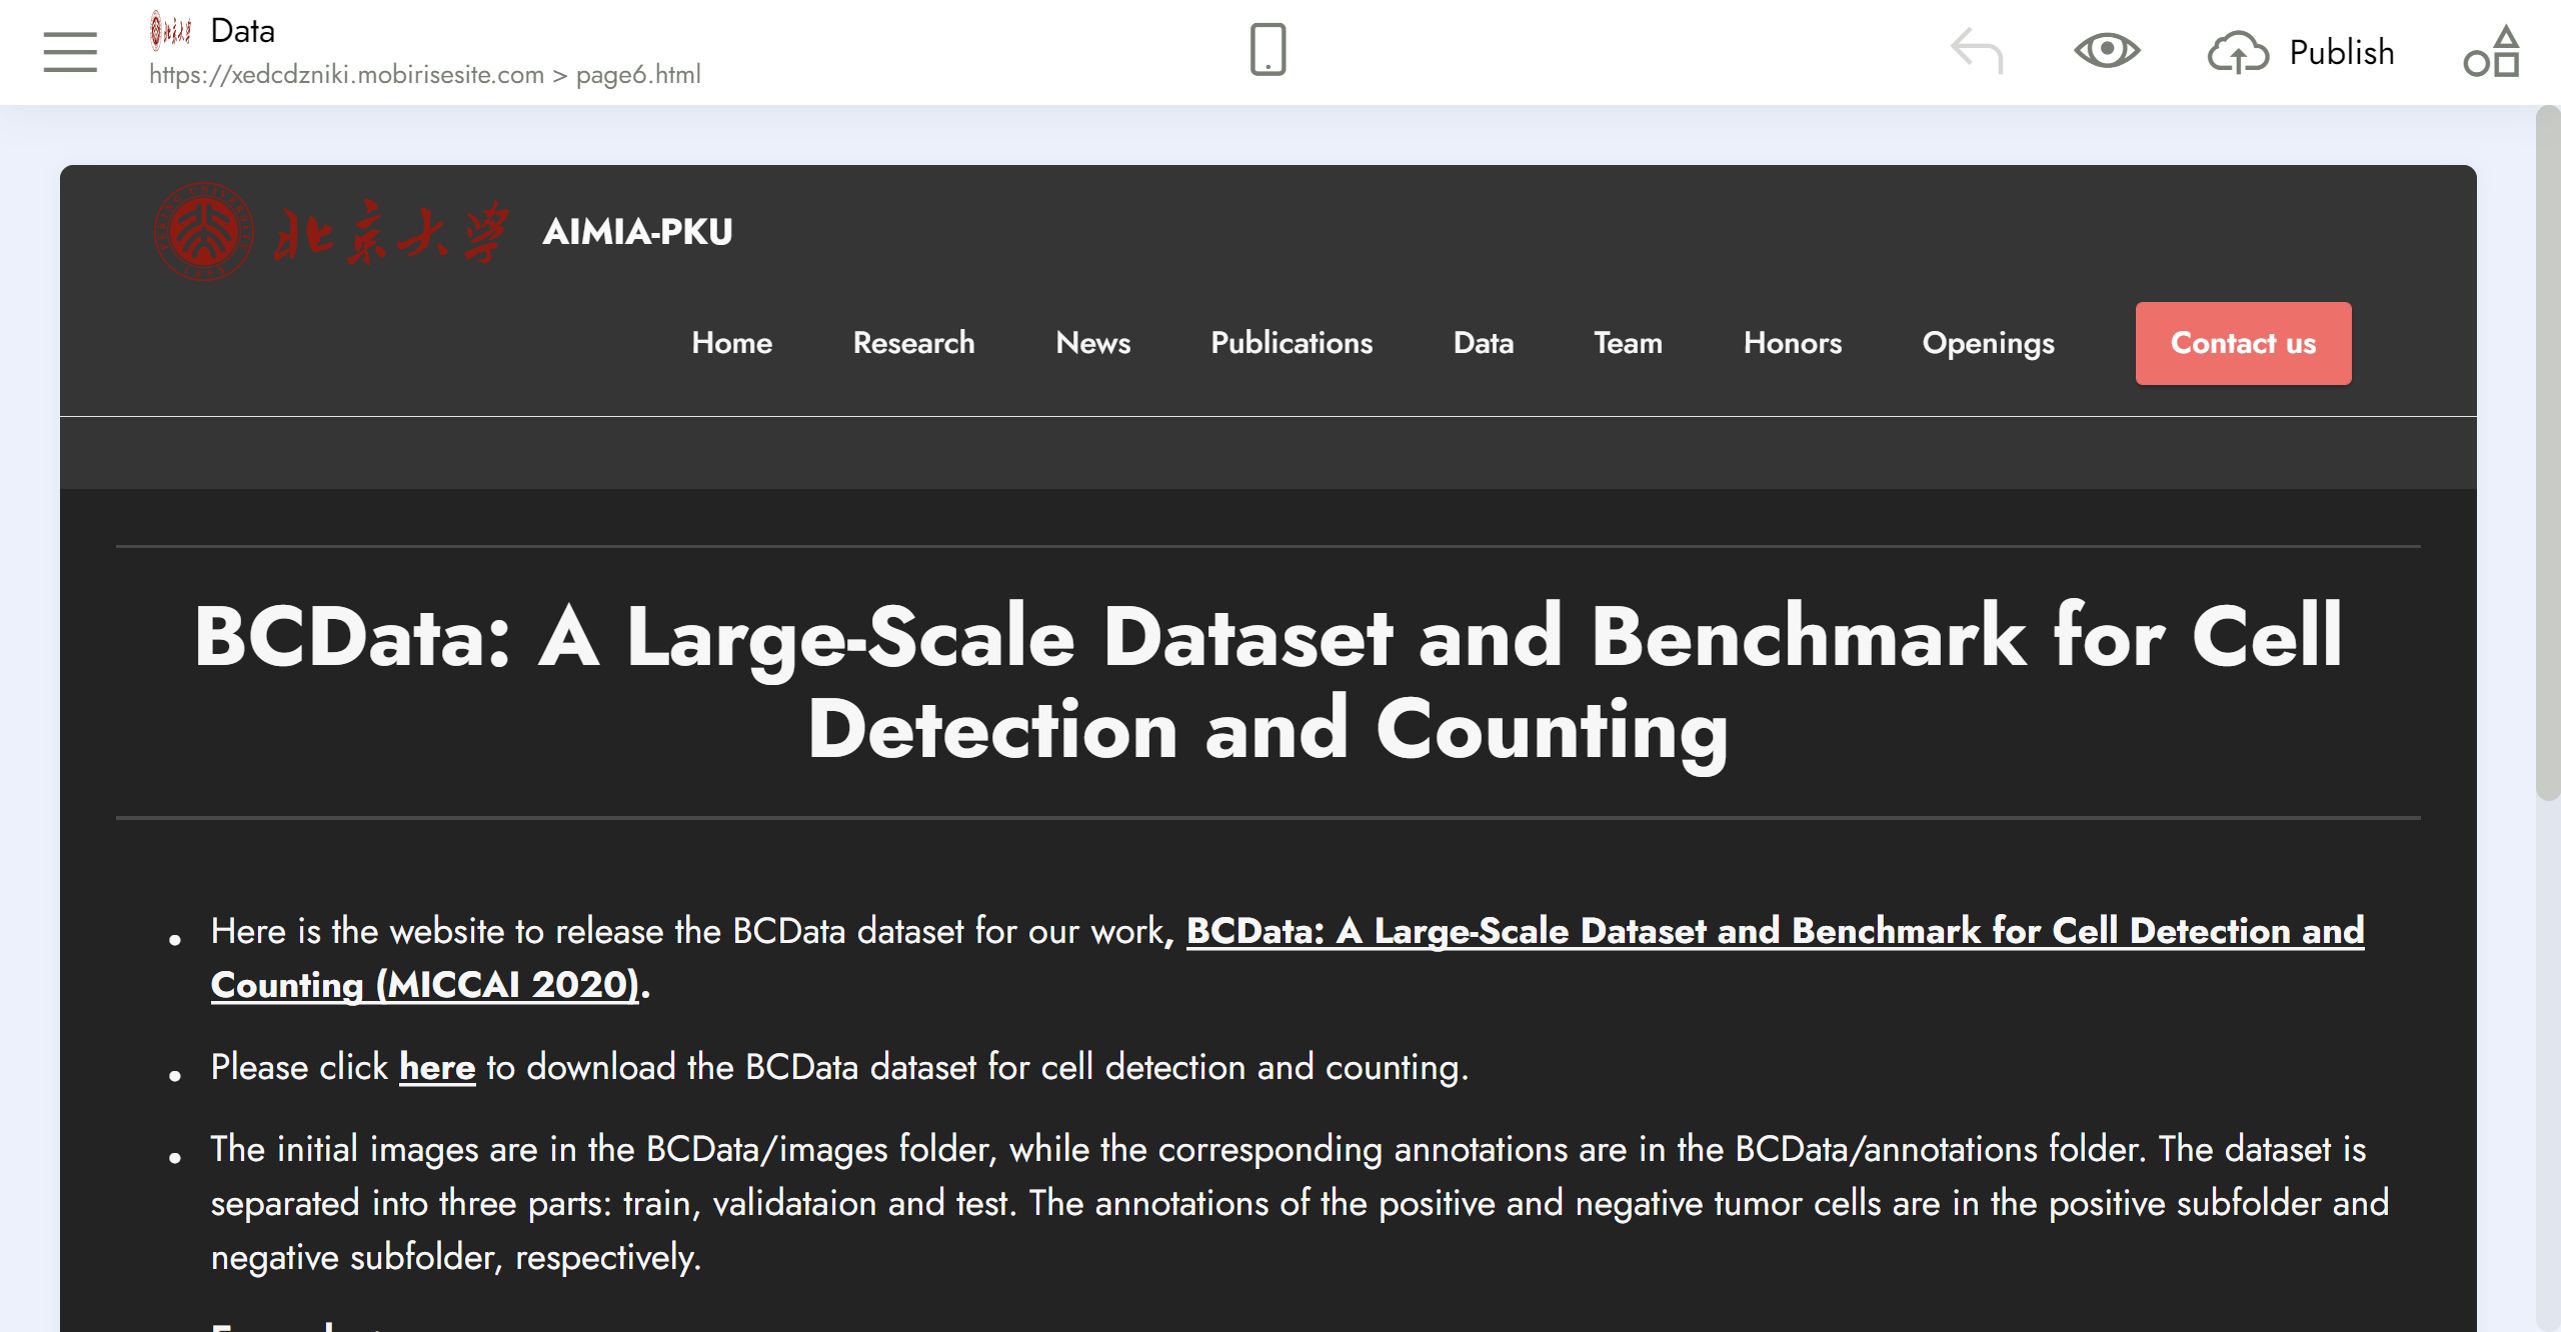 Data
https://xedcdzniki.mobirisesite.com > page6.html
Publish
北京大学 AIMIA-PKU
Home Research News Publications Data Team Honors Openings Contact us
BCData: A Large-Scale Dataset and Benchmark for Cell
Detection and Counting
• Here is the website to release the BCData dataset for our work, BCData: A Large-Scale Dataset and Benchmark for Cell Detection and
Counting (MICCAI 2020).
• Please click here to download the BCData dataset for cell detection and counting.
• The initial images are in the BCData/images folder, while the corresponding annotations are in the BCData/annotations folder. The dataset is
separated into three parts: train, validataion and test. The annotations of the positive and negative tumor cells are in the positive subfolder and
negative subfolder, respectively.